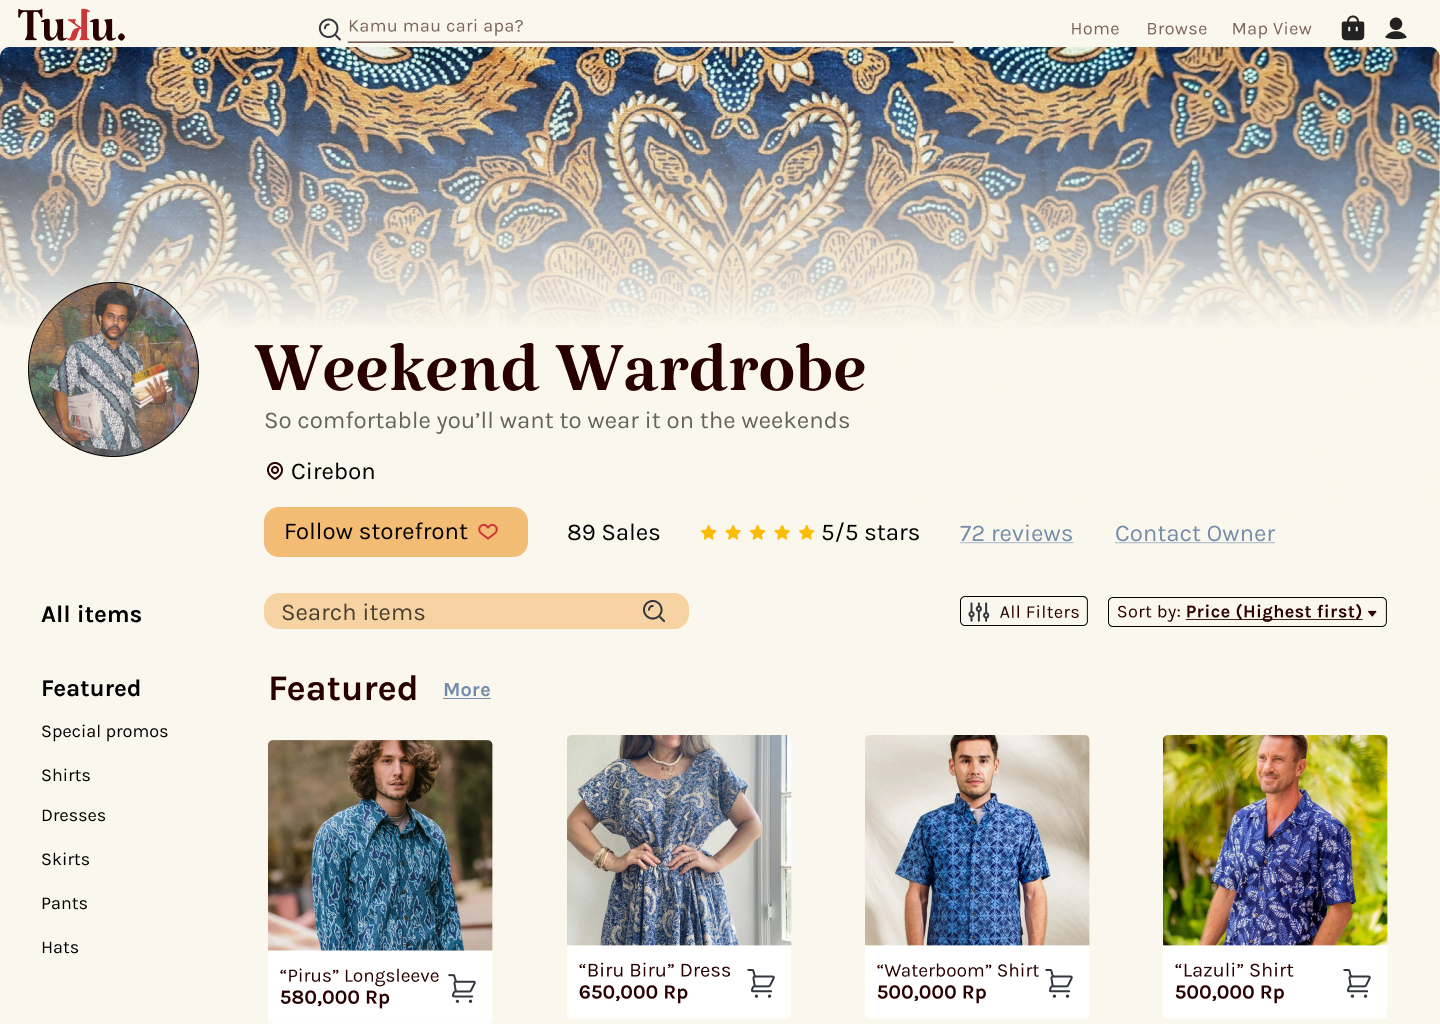 Tuku.
Kamu mau cari apa?
Home
Browse
Map View
Weekend Wardrobe
So comfortable you’ll want to wear it on the weekends
Cirebon
Follow storefront
89 Sales
5/5 stars
72 reviews
Contact Owner
All items
Search items
All Filters
Sort by: Price (Highest first)
Featured
Special promos
Shirts
Dresses
Skirts
Pants
Hats
Featured
More
“Pirus” Longsleeve
580,000 Rp
“Biru Biru” Dress
650,000 Rp
“Waterboom” Shirt
500,000 Rp
“Lazuli” Shirt
500,000 Rp